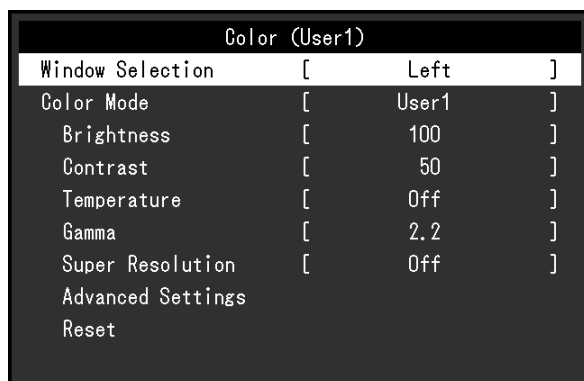 Color (User1)
Window Selection [ Left ]
Color Mode [ User1 ]
Brightness [ 100 ]
Contrast [ 50 ]
Temperature [ Off ]
Gamma [ 2.2 ]
Super Resolution [ Off ]
Advanced Settings
Reset